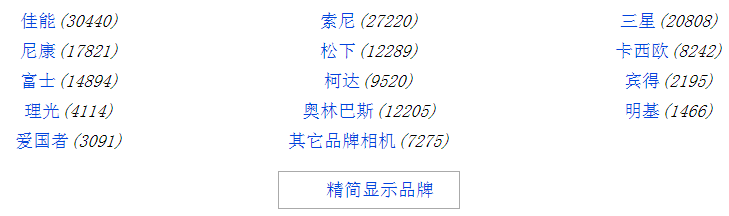 佳能 (30440) 索尼 (27220) 三星 (20808)
尼康 (17821) 松下 (12289) 卡西欧 (8242)
富士 (14894) 柯达 (9520) 宾得 (2195)
理光 (4114) 奥林巴斯 (12205) 明基 (1466)
爱国者 (3091) 其它品牌相机 (7275)
精简显示品牌